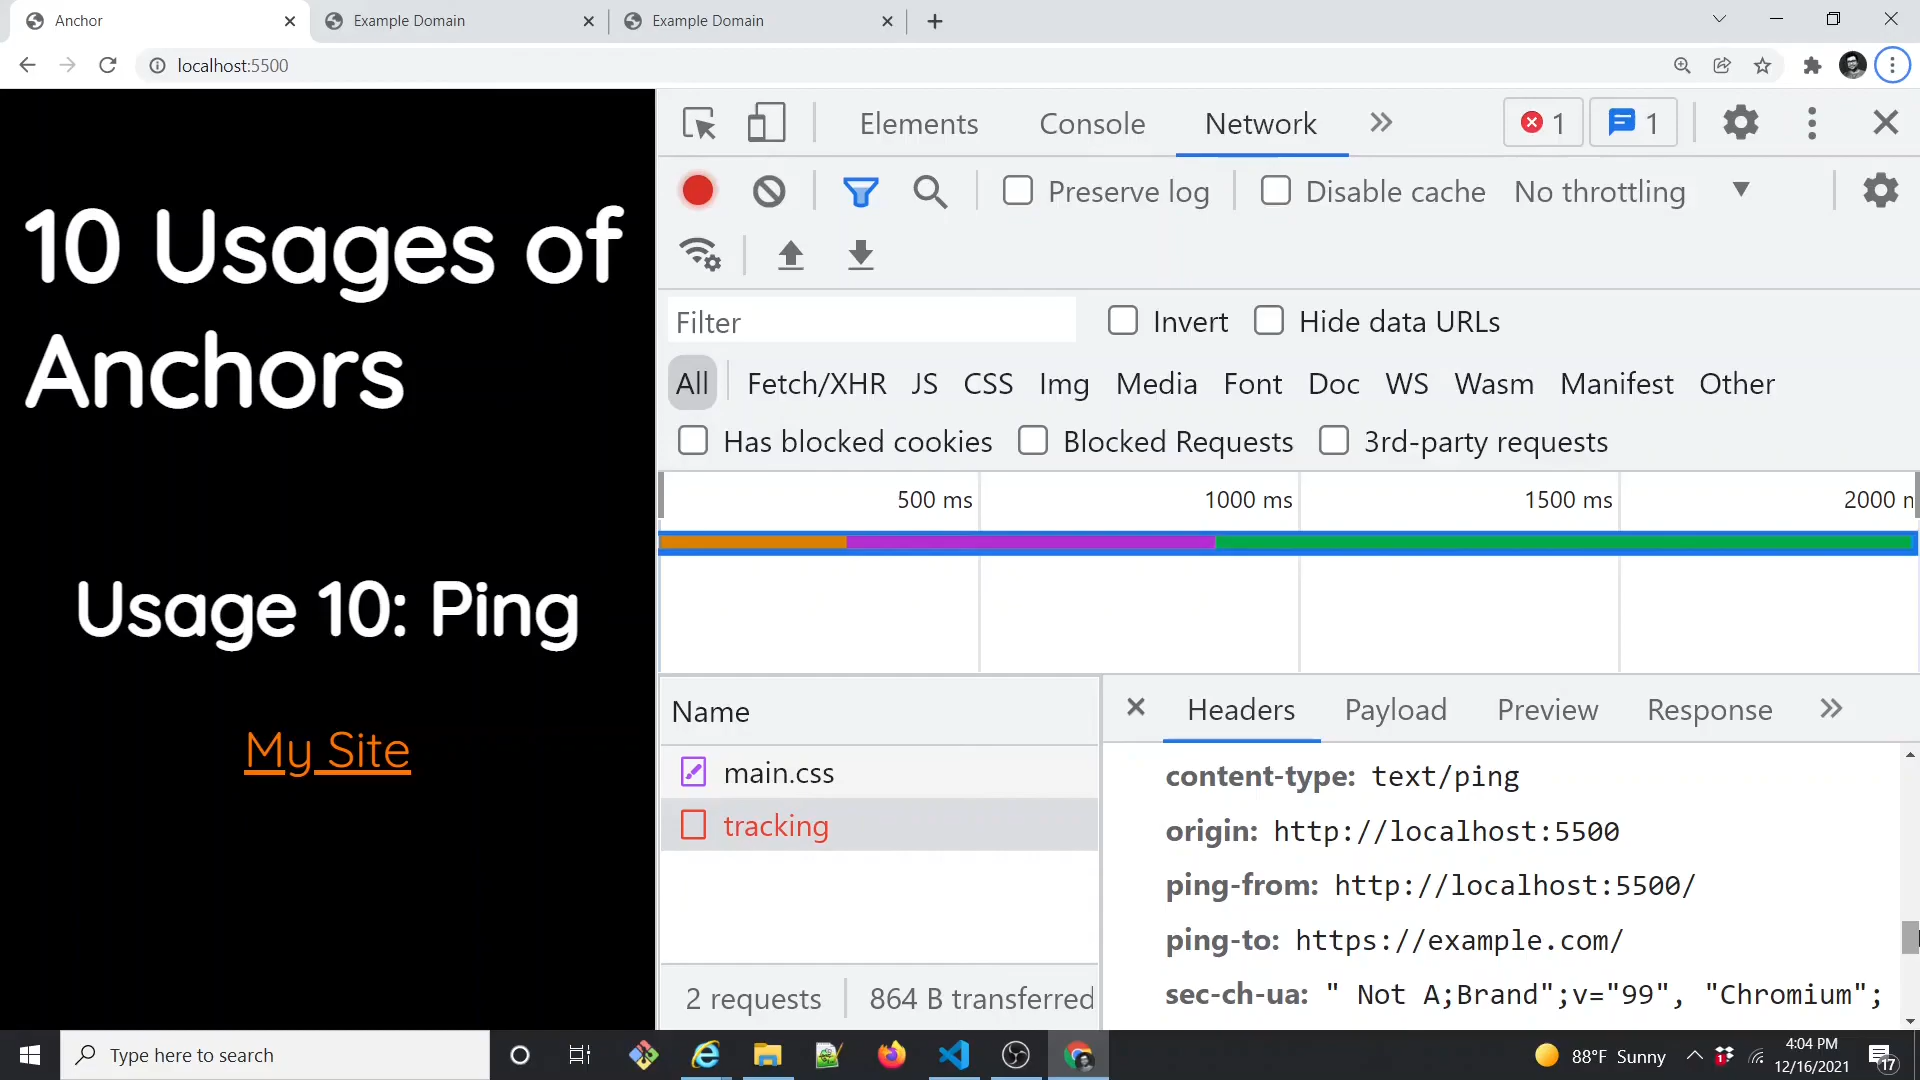 Anchor
Example Domain
Example Domain
localhost:5500
10 Usages of
Anchors
Usage 10: Ping
My Site
Elements
Console
Network
1
1
Preserve log
Disable cache
No throttling
Filter
Invert
Hide data URLs
All
Fetch/XHR
JS
CSS
Img
Media
Font
Doc
WS
Wasm
Manifest
Other
Has blocked cookies
Blocked Requests
3rd-party requests
500 ms
1000 ms
1500 ms
2000 m
Name
main.css
tracking
2 requests
864 B transferred
Headers
Payload
Preview
Response
content-type: text/ping
origin: http://localhost:5500
ping-from: http://localhost:5500/
ping-to: https://example.com/
sec-ch-ua: " Not A;Brand";v="99", "Chromium";
Type here to search
88°F Sunny
1
4:04 PM
12/16/2021
17